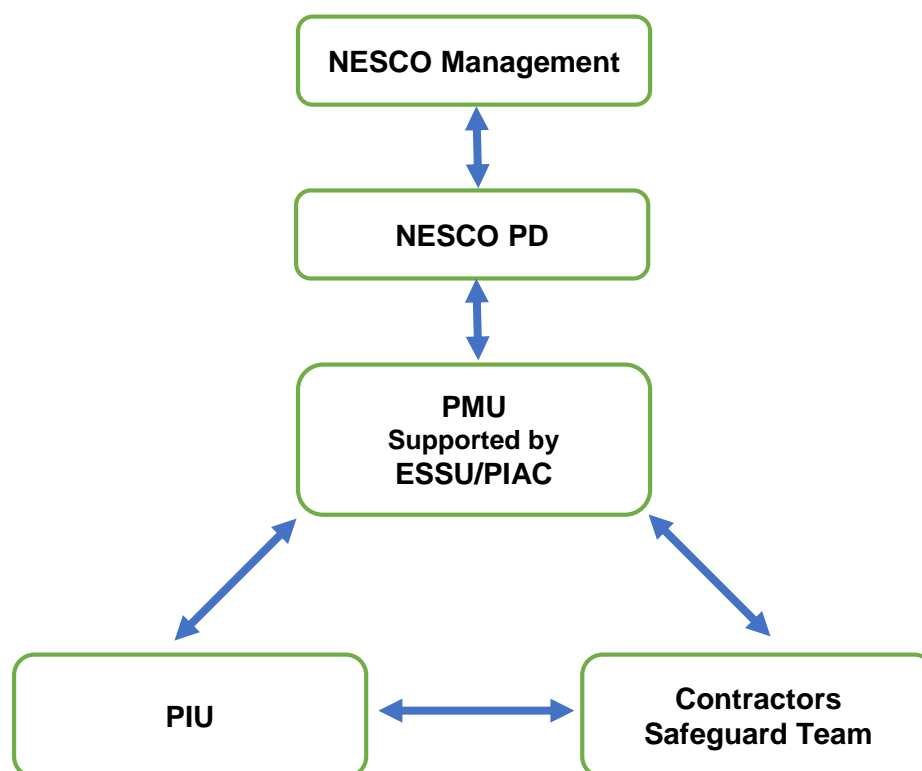 NESCO Management
NESCO PD
PMU
Supported by
ESSU/PIAC
PIU
Contractors
Safeguard Team